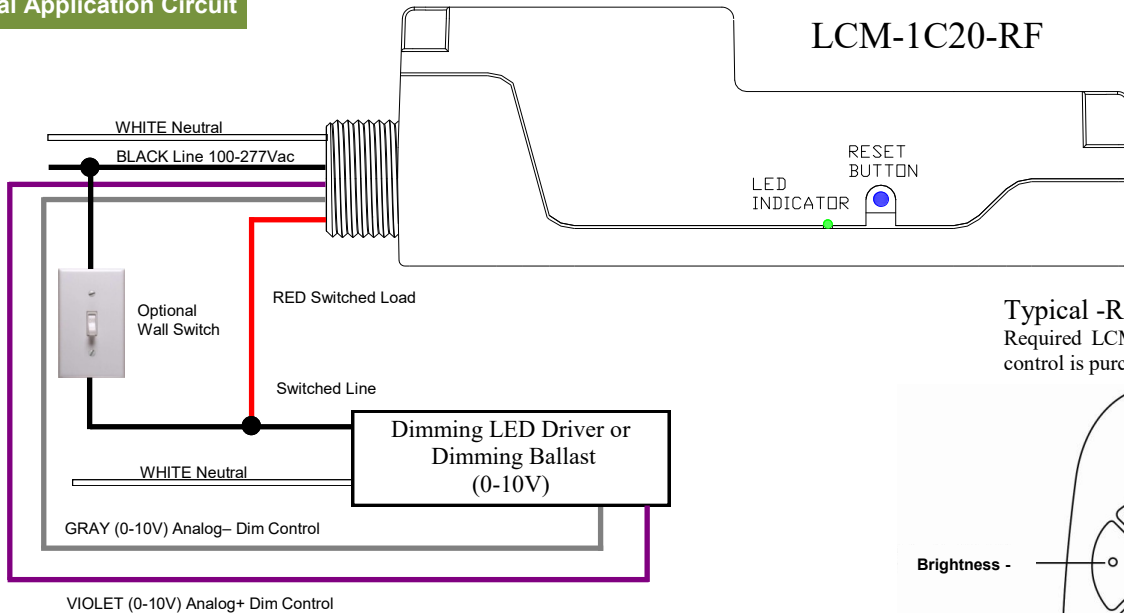 al Application Circuit
LCM-1C20-RF
WHITE Neutral
BLACK Line 100-277Vac
RESET
BUTTON
LED
INDICATOR
RED Switched Load
Optional
Wall Switch
Typical -R
Required LCM
control is purc
Switched Line
Dimming LED Driver or
Dimming Ballast
(0-10V)
WHITE Neutral
GRAY (0-10V) Analog– Dim Control
Brightness -
VIOLET (0-10V) Analog+ Dim Control